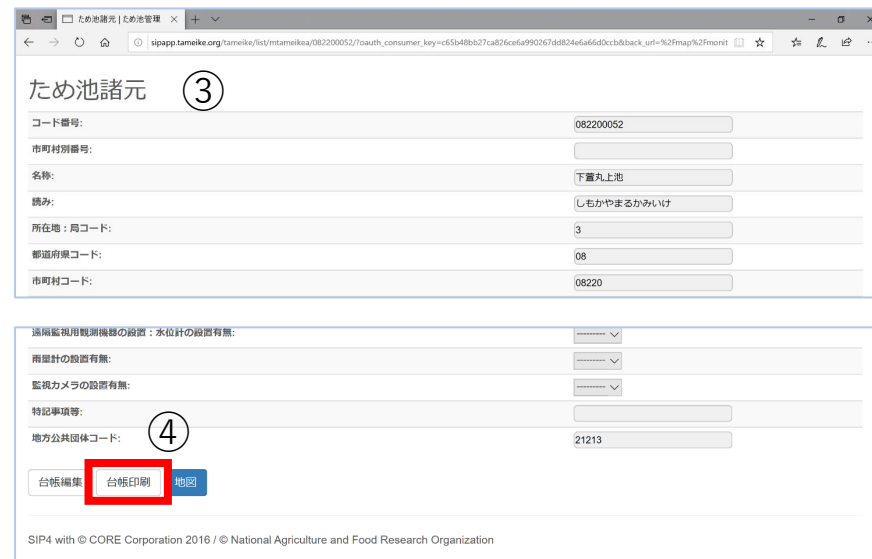 ため池諸元 | ため池管理
sipapp.tameike.org/tameike/list/mtameikea/082200052/?oauth_consumer_key=c65b48bb27ca826ce6a990267dd824e6a66d0ccb&back_url=%2Fmap%2Fmonit
ため池諸元 ③
コード番号: 082200052
市町村別番号:
名称: 下萱丸上池
読み: しもかやまるかみいけ
所在地:局コード: 3
都道府県コード: 08
市町村コード: 08220
遠隔監視用観測機器の設置:水位計の設置有無: ---------
雨量計の設置有無: ---------
監視カメラの設置有無: ---------
特記事項等:
地方公共団体コード: ④ 21213
台帳編集 台帳印刷 地図
SIP4 with © CORE Corporation 2016 / © National Agriculture and Food Research Organization